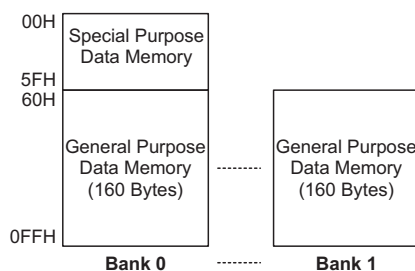 00H
Special Purpose
Data Memory
5FH
60H
General Purpose
Data Memory
(160 Bytes)
General Purpose
Data Memory
(160 Bytes)
0FFH
Bank 0
Bank 1